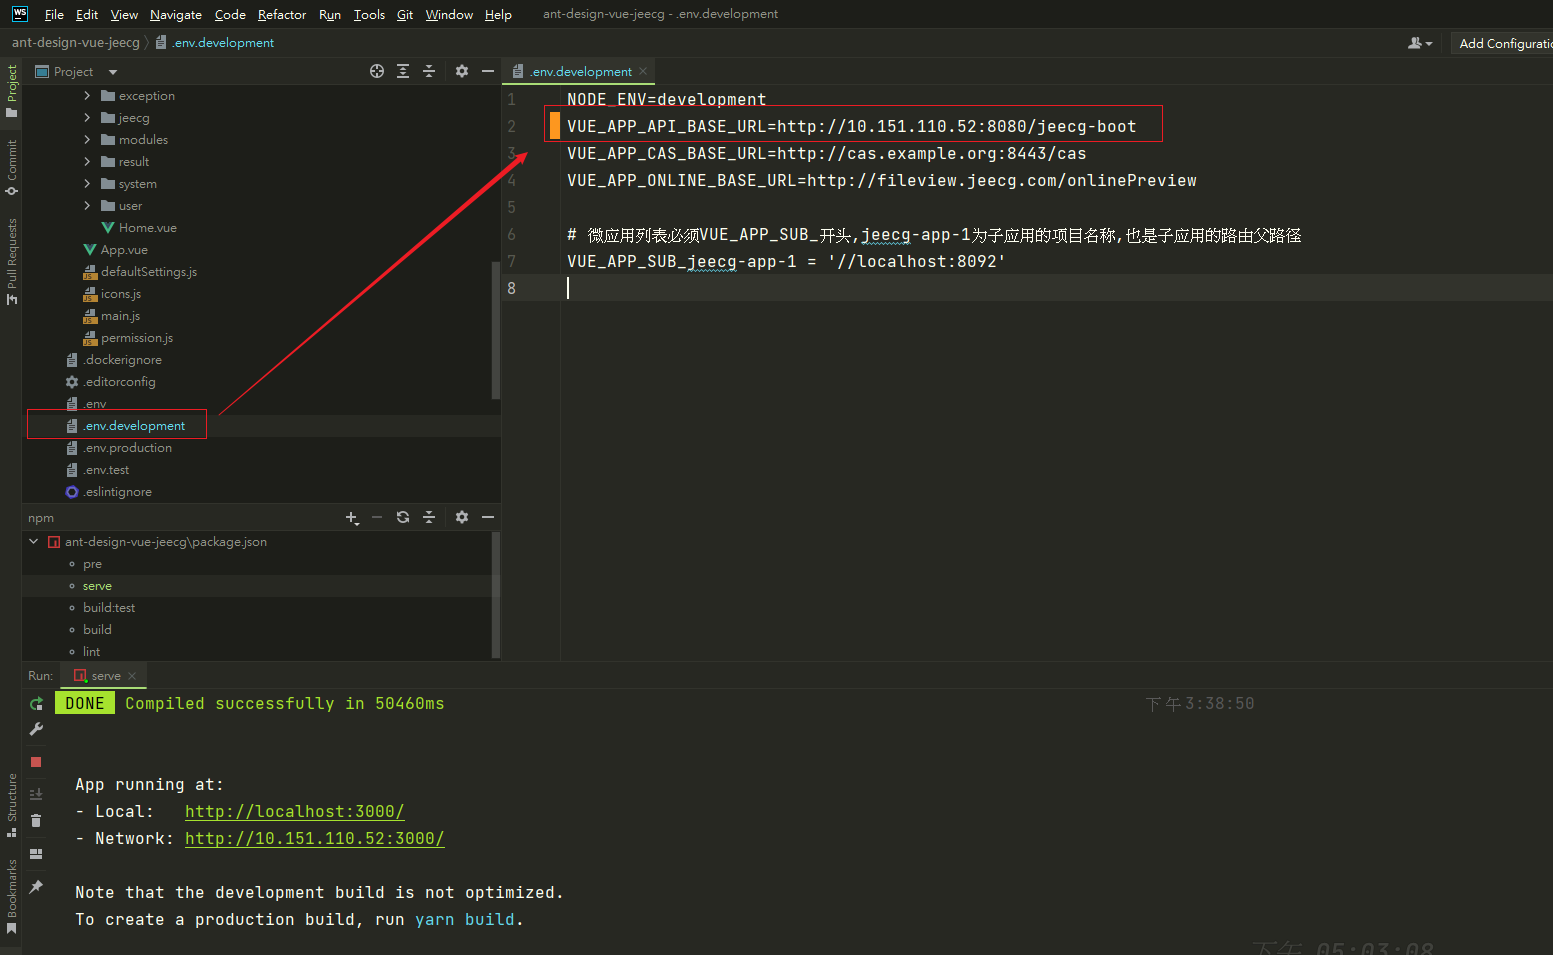 WS File Edit View Navigate Code Refactor Run Tools Git Window Help ant-design-vue-jeecg - .env.development
ant-design-vue-jeecg .env.development Add Configuratio
Project
Commit
Pull Requests
Structure
Bookmarks
Project
exception
jeecg
modules
result
system
user
Home.vue
App.vue
defaultSettings.js
icons.js
main.js
permission.js
.dockerignore
.editorconfig
.env
.env.development
.env.production
.env.test
.eslintignore
.env.development
1 NODE_ENV=development
2 VUE_APP_API_BASE_URL=http://10.151.110.52:8080/jeecg-boot
3 VUE_APP_CAS_BASE_URL=http://cas.example.org:8443/cas
4 VUE_APP_ONLINE_BASE_URL=http://fileview.jeecg.com/onlinePreview
5
6 # 微应用列表必须VUE_APP_SUB_开头,jeecg-app-1为子应用的项目名称,也是子应用的路由父路径
7 VUE_APP_SUB_jeecg-app-1 = '//localhost:8092'
8
npm
ant-design-vue-jeecg\package.json
pre
serve
build:test
build
lint
Run: serve
DONE Compiled successfully in 50460ms 下午3:38:50
App running at:
- Local: http://localhost:3000/
- Network: http://10.151.110.52:3000/
Note that the development build is not optimized.
To create a production build, run yarn build.
下午 05:03:08